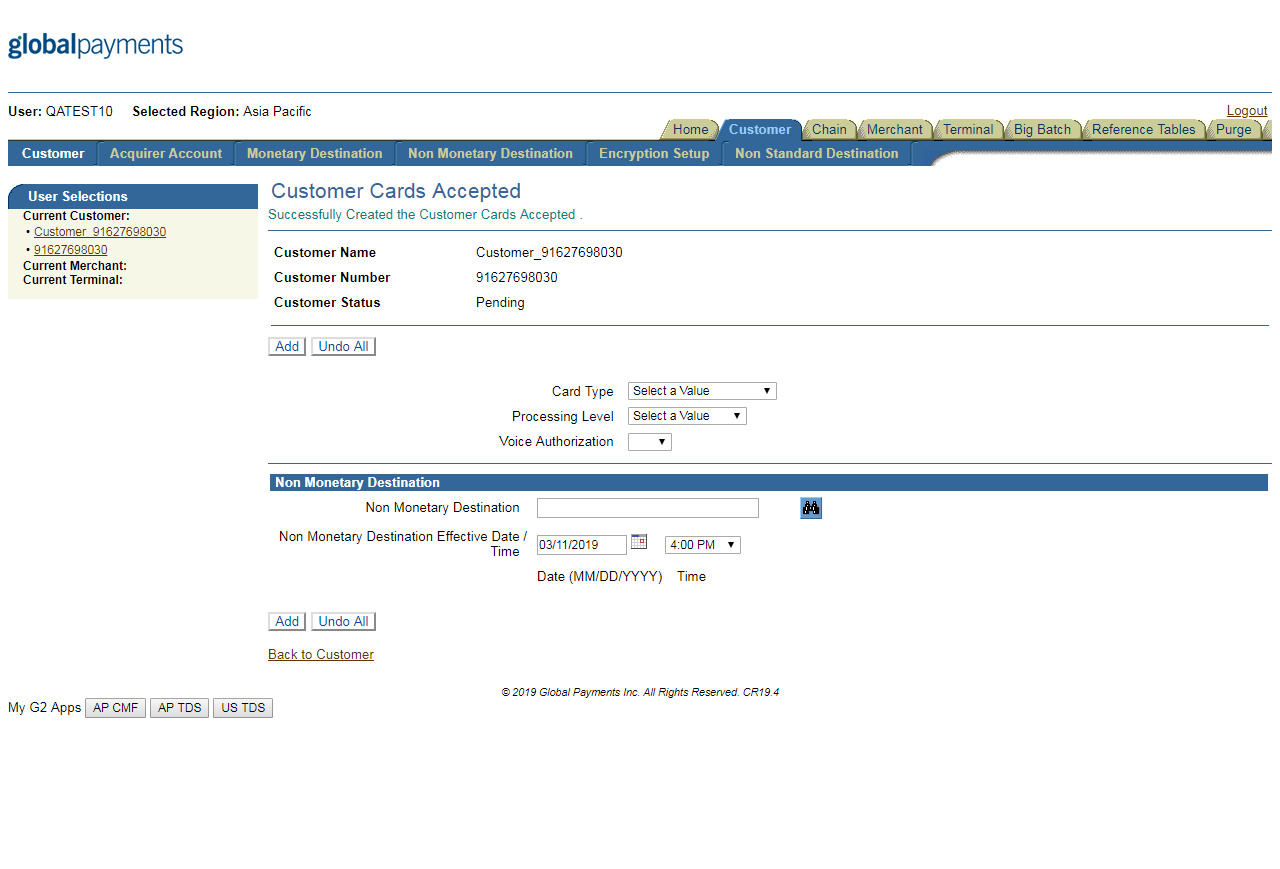 globalpayments
User: QATEST10 Selected Region: Asia Pacific
Logout
Home Customer Chain Merchant Terminal Big Batch Reference Tables Purge
Customer Acquirer Account Monetary Destination Non Monetary Destination Encryption Setup Non Standard Destination
User Selections
Current Customer:
• Customer_91627698030
• 91627698030
Current Merchant:
Current Terminal:
Customer Cards Accepted
Successfully Created the Customer Cards Accepted .
Customer Name Customer_91627698030
Customer Number 91627698030
Customer Status Pending
Add Undo All
Card Type Select a Value
Processing Level Select a Value
Voice Authorization
Non Monetary Destination
Non Monetary Destination
Non Monetary Destination Effective Date /
Time 03/11/2019 4:00 PM
Date (MM/DD/YYYY) Time
Add Undo All
Back to Customer
© 2019 Global Payments Inc. All Rights Reserved. CR19.4
My G2 Apps AP CMF AP TDS US TDS